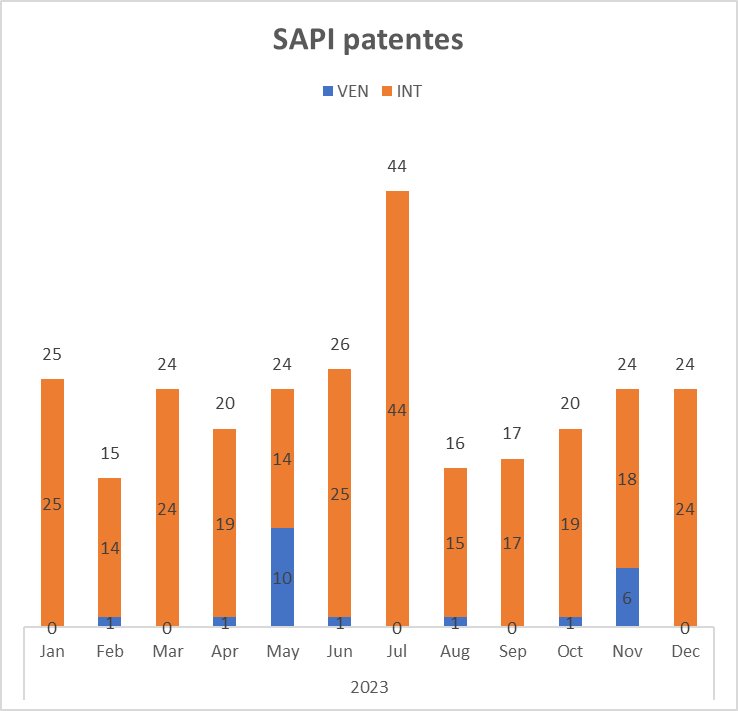 SAPI patentes
VEN INT
44
26
25
24 24 24 24
20 20
17
16
15
44
25 14 18
25 24 19 14 15 17 19 24
10 6
0 1 0 1 1 0 1 0 1 0
Jan Feb Mar Apr May Jun Jul Aug Sep Oct Nov Dec
2023